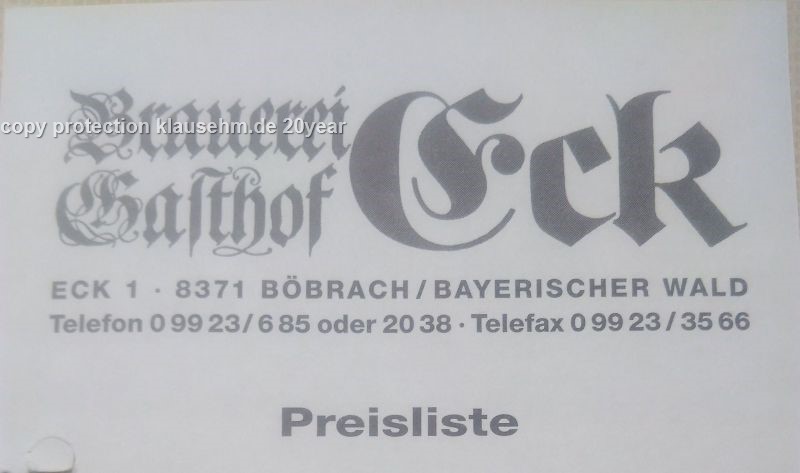 Brauerei
Gasthof
Eck
copy protection klausehm.de 20year
ECK 1 · 8371 BÖBRACH / BAYERISCHER WALD
Telefon 0 99 23 / 6 85 oder 20 38 · Telefax 0 99 23 / 35 66
Preisliste